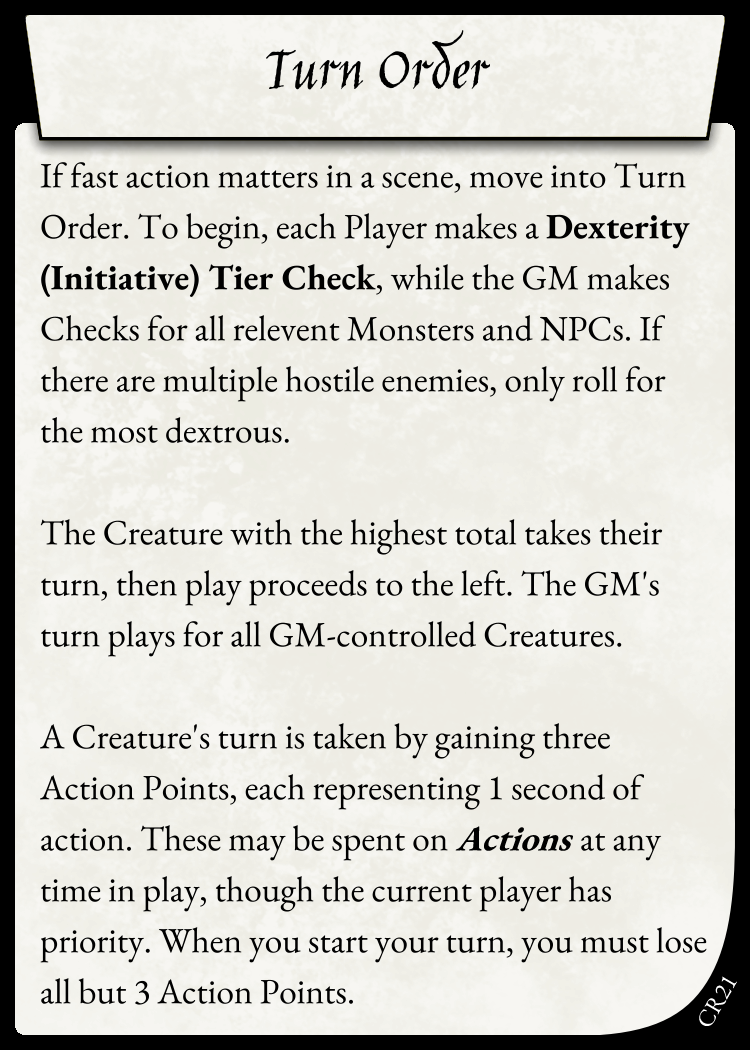 Turn Order
If fast action matters in a scene, move into Turn
Order. To begin, each Player makes a Dexterity
(Initiative) Tier Check, while the GM makes
Checks for all relevent Monsters and NPCs. If
there are multiple hostile enemies, only roll for
the most dextrous.
The Creature with the highest total takes their
turn, then play proceeds to the left. The GM's
turn plays for all GM-controlled Creatures.
A Creature's turn is taken by gaining three
Action Points, each representing 1 second of
action. These may be spent on Actions at any
time in play, though the current player has
priority. When you start your turn, you must lose
all but 3 Action Points.
CR21